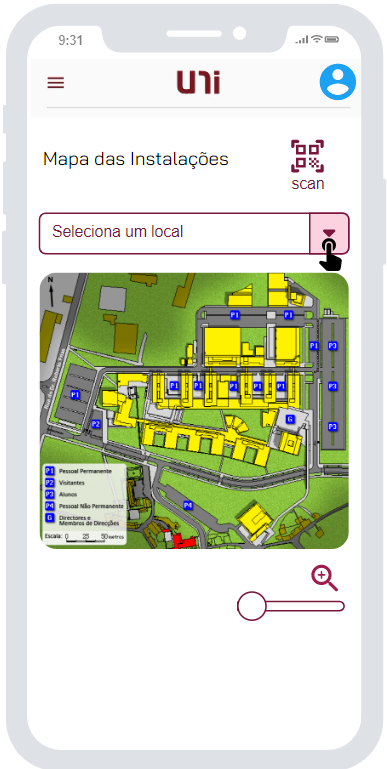 9:31
UNi
Mapa das Instalações
scan
Seleciona um local
N
P1 P1
P1 P3
P1 P1 P1 P1 P1
P1 P3
G
P2
P3
P4
P1 Pessoal Permanente
P2 Visitantes
P3 Alunos
P4 Pessoal Não Permanente
G Directores e
Membros de Direcções
Escala: 0 25 50 metros